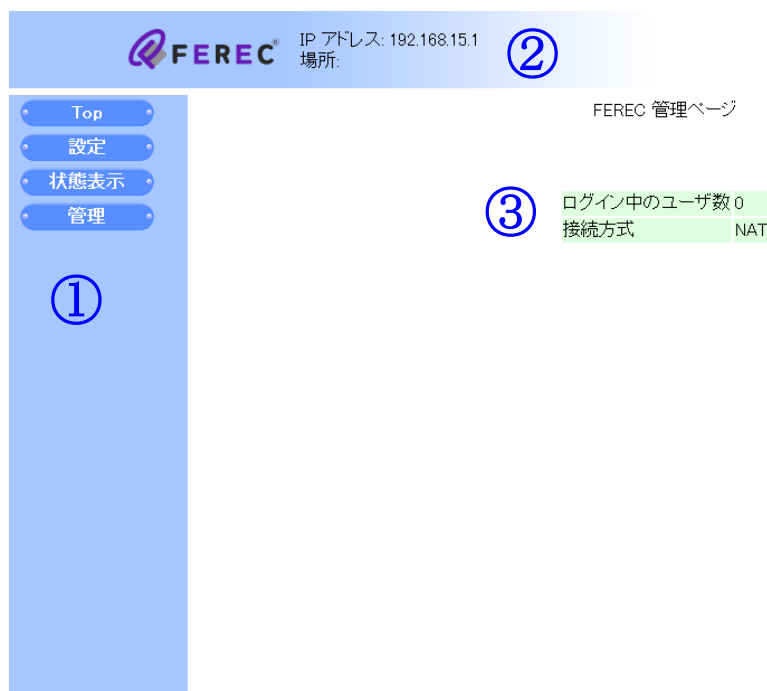 FEREC®
IP アドレス: 192.168.15.1
場所:
②
Top
設定
状態表示
管理
①
FEREC 管理ページ
③
ログイン中のユーザ数 0
接続方式 NAT